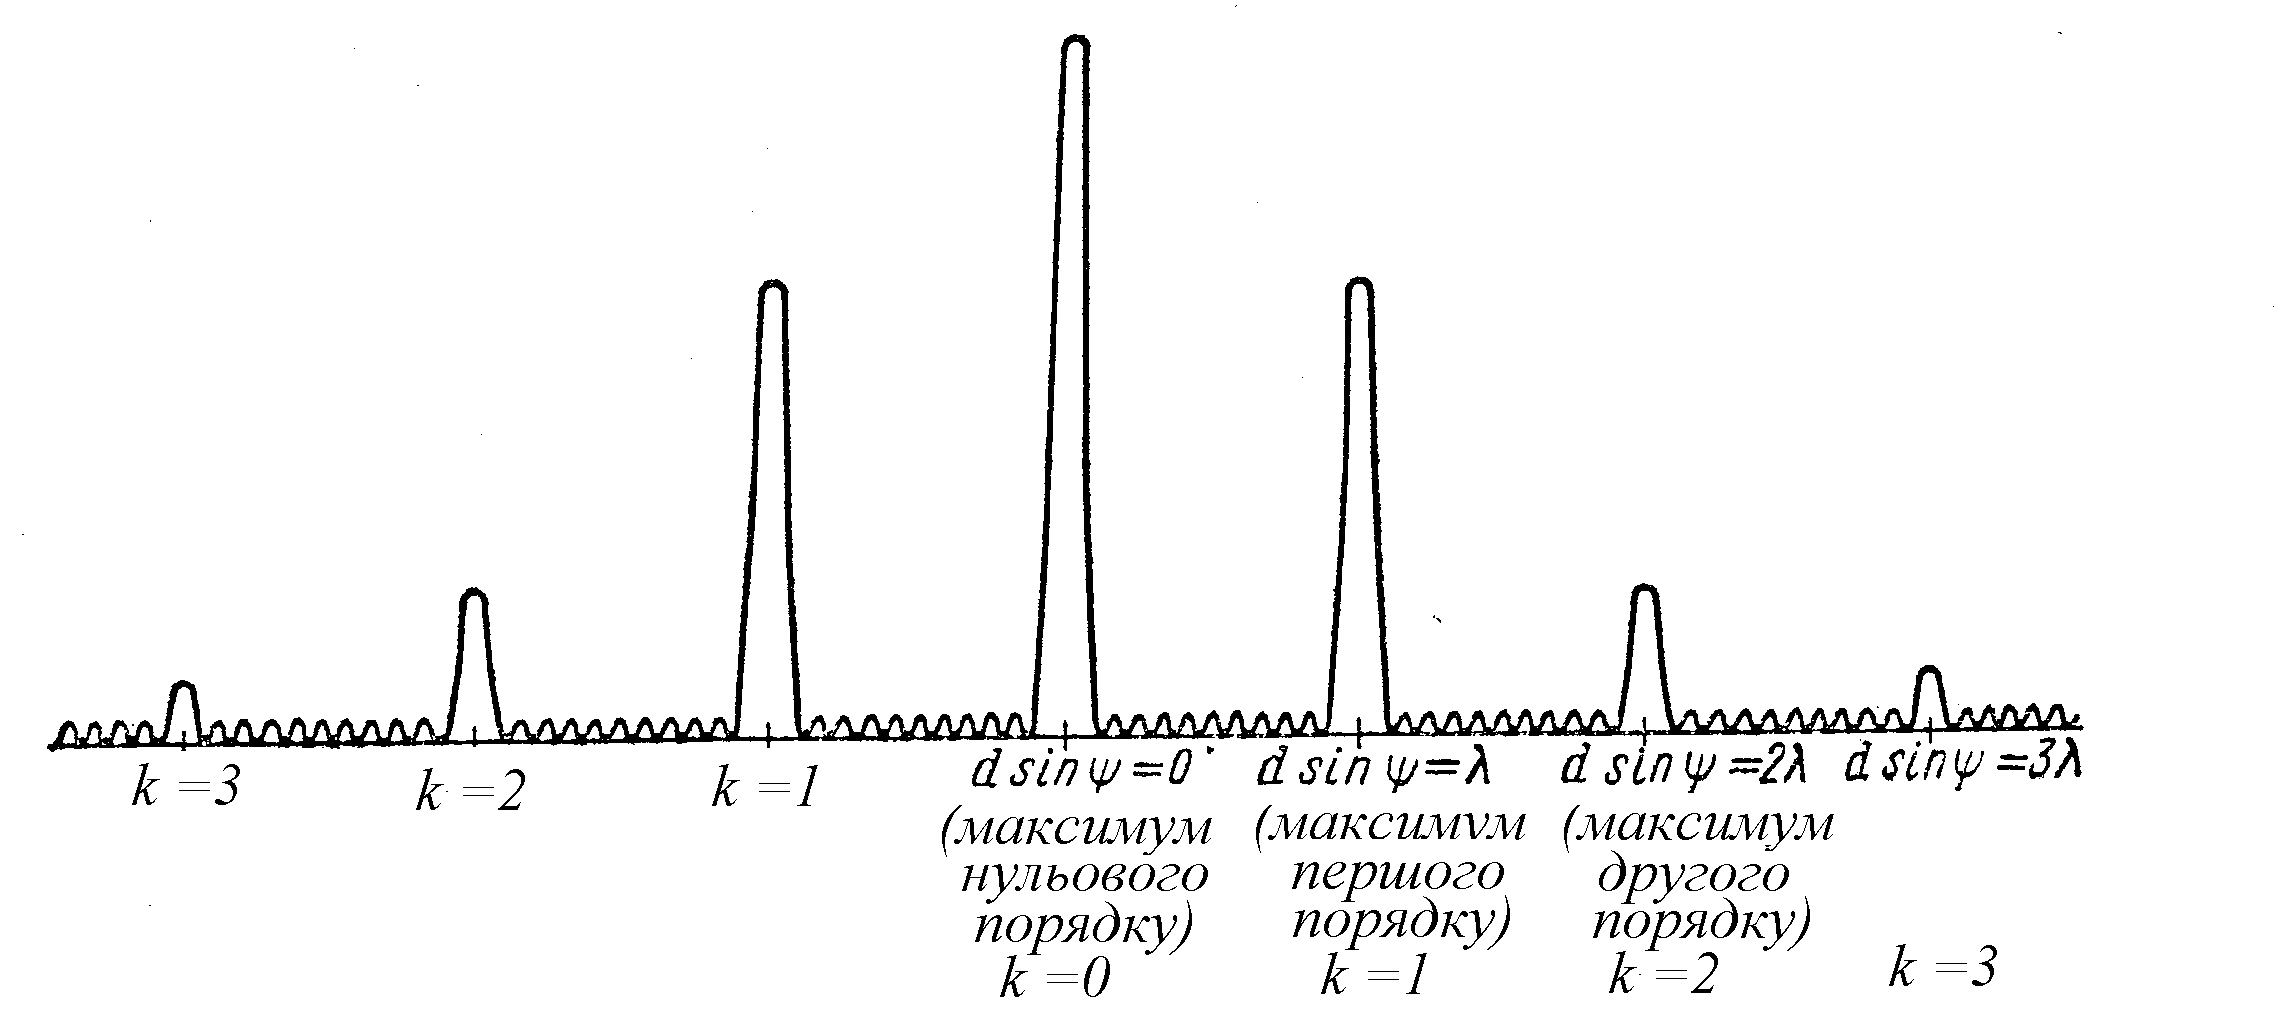 d sin ψ = 0
d sin ψ = λ
d sin ψ = 2λ
d sin ψ = 3λ
k = 3
k = 2
k = 1
(максимум
нульового
порядку)
k = 0
(максимум
першого
порядку)
k = 1
(максимум
другого
порядку)
k = 2
k = 3